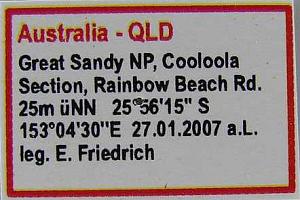 Australia - QLD
Great Sandy NP, Cooloola
Section, Rainbow Beach Rd.
25m üNN 25°56'15" S
153°04'30"E 27.01.2007 a.L.
leg. E. Friedrich